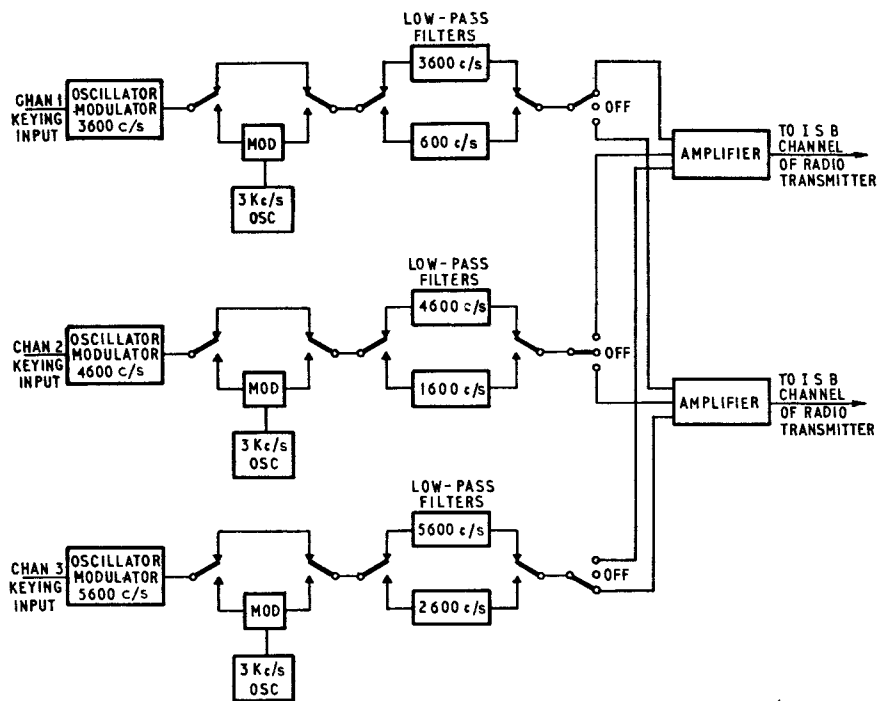 LOW-PASS
FILTERS
GHAN 1
KEYING
INPUT
OSCILLATOR
MODULATOR
3600 c/s
MOD
3 Kc/s
OSC
3600 c/s
600 c/s
OFF
AMPLIFIER
TO I S B
CHANNEL
OF RADIO
TRANSMITTER
LOW-PASS
FILTERS
CHAN 2
KEYING
INPUT
OSCILLATOR
MODULATOR
4600 c/s
MOD
3 Kc/s
OSC
4600 c/s
1600 c/s
OFF
AMPLIFIER
TO I S B
CHANNEL
OF RADIO
TRANSMITTER
LOW-PASS
FILTERS
CHAN 3
KEYING
INPUT
OSCILLATOR
MODULATOR
5600 c/s
MOD
3 Kc/s
OSC
5600 c/s
2600 c/s
OFF